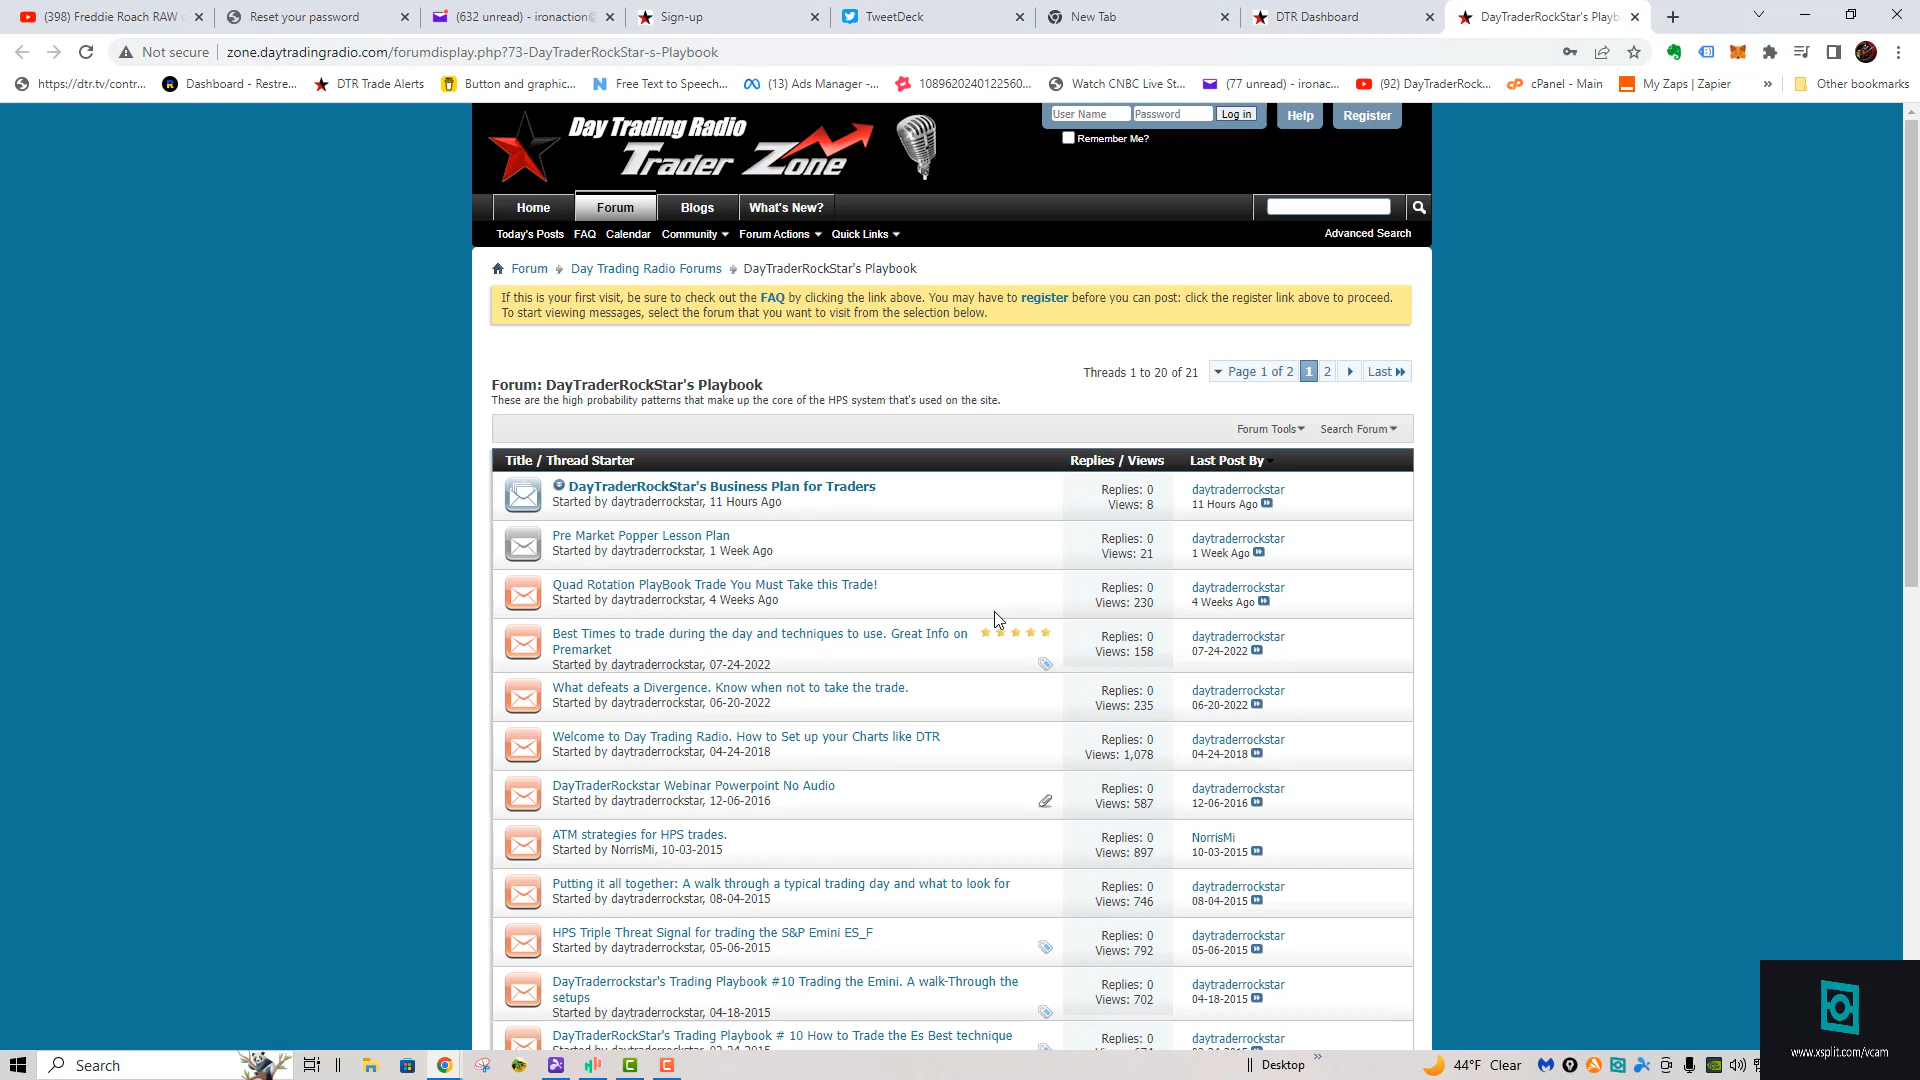 (398) Freddie Roach RAW
Reset your password
(632 unread) - ironaction@
Sign-up
TweetDeck
New Tab
DTR Dashboard
DayTraderRockStar's Playb
Not secure
zone.daytradingradio.com/forumdisplay.php?73-DayTraderRockStar-s-Playbook
https://dtr.tv/contr...
Dashboard - Restre...
DTR Trade Alerts
Button and graphic...
Free Text to Speech...
(13) Ads Manager -...
1089620240122560...
Watch CNBC Live St...
(77 unread) - ironac...
(92) DayTraderRock...
cPanel - Main
My Zaps | Zapier
Other bookmarks
Day Trading Radio
Trader Zone
User Name
Password
Log in
Help
Register
Remember Me?
Home
Forum
Blogs
What's New?
Today's Posts
FAQ
Calendar
Community
Forum Actions
Quick Links
Advanced Search
Forum
Day Trading Radio Forums
DayTraderRockStar's Playbook
If this is your first visit, be sure to check out the FAQ by clicking the link above. You may have to register before you can post: click the register link above to proceed.
To start viewing messages, select the forum that you want to visit from the selection below.
Threads 1 to 20 of 21
Page 1 of 2
1
2
Last
Forum: DayTraderRockStar's Playbook
These are the high probability patterns that make up the core of the HPS system that's used on the site.
Forum Tools
Search Forum
Title / Thread Starter
Replies / Views
Last Post By
DayTraderRockStar's Business Plan for Traders
Started by daytraderrockstar, 11 Hours Ago
Replies: 0
Views: 8
daytraderrockstar
11 Hours Ago
Pre Market Popper Lesson Plan
Started by daytraderrockstar, 1 Week Ago
Replies: 0
Views: 21
daytraderrockstar
1 Week Ago
Quad Rotation PlayBook Trade You Must Take this Trade!
Started by daytraderrockstar, 4 Weeks Ago
Replies: 0
Views: 230
daytraderrockstar
4 Weeks Ago
Best Times to trade during the day and techniques to use. Great Info on
Premarket
Started by daytraderrockstar, 07-24-2022
Replies: 0
Views: 158
daytraderrockstar
07-24-2022
What defeats a Divergence. Know when not to take the trade.
Started by daytraderrockstar, 06-20-2022
Replies: 0
Views: 235
daytraderrockstar
06-20-2022
Welcome to Day Trading Radio. How to Set up your Charts like DTR
Started by daytraderrockstar, 04-24-2018
Replies: 0
Views: 1,078
daytraderrockstar
04-24-2018
DayTraderRockstar Webinar Powerpoint No Audio
Started by daytraderrockstar, 12-06-2016
Replies: 0
Views: 587
daytraderrockstar
12-06-2016
ATM strategies for HPS trades.
Started by NorrisMi, 10-03-2015
Replies: 0
Views: 897
NorrisMi
10-03-2015
Putting it all together: A walk through a typical trading day and what to look for
Started by daytraderrockstar, 08-04-2015
Replies: 0
Views: 746
daytraderrockstar
08-04-2015
HPS Triple Threat Signal for trading the S&P Emini ES_F
Started by daytraderrockstar, 05-06-2015
Replies: 0
Views: 792
daytraderrockstar
05-06-2015
DayTraderrockstar's Trading Playbook #10 Trading the Emini. A walk-Through the
setups
Started by daytraderrockstar, 04-18-2015
Replies: 0
Views: 702
daytraderrockstar
04-18-2015
DayTraderRockStar's Trading Playbook # 10 How to Trade the Es Best technique
Replies: 0
daytraderrockstar
www.xsplit.com/vcam
Search
Desktop
44°F Clear